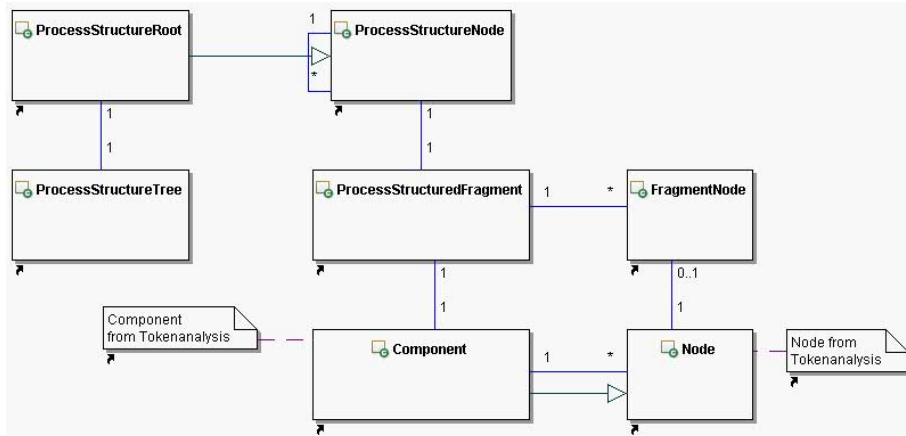 ProcessStructureRoot
1
ProcessStructureNode
*
1
1
1
1
ProcessStructureTree
ProcessStructuredFragment
1
*
FragmentNode
1
1
0..1
1
Component
from Tokenanalysis
Component
1
*
Node
Node from
Tokenanalysis